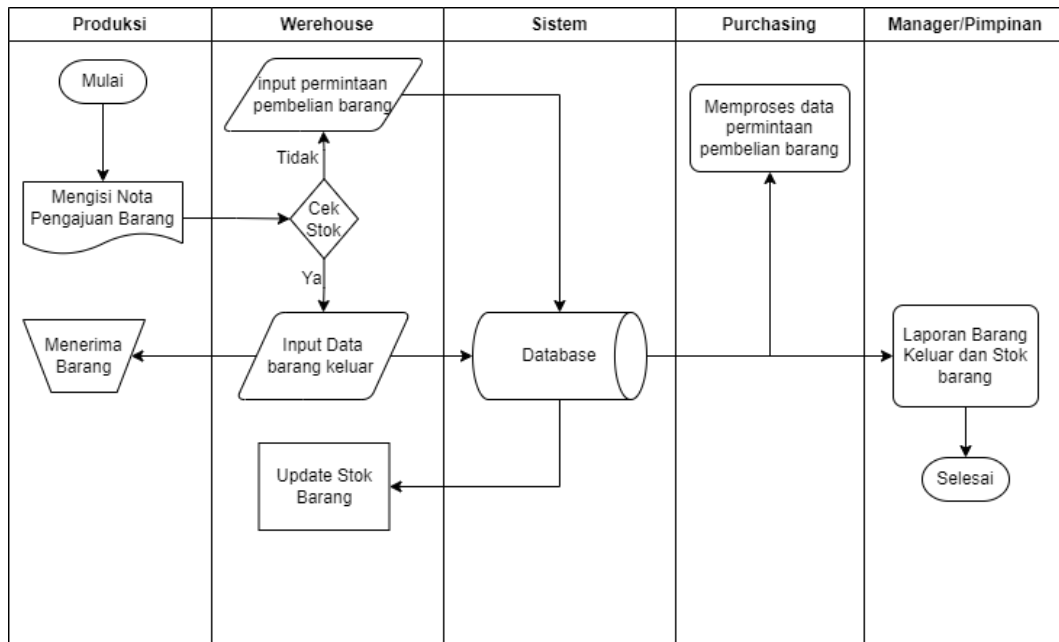 Produksi
Werehouse
Sistem
Purchasing
Manager/Pimpinan
Mulai
input permintaan
pembelian barang
Memproses data
permintaan
pembelian barang
Tidak
Mengisi Nota
Pengajuan Barang
Cek
Stok
Ya
Menerima
Barang
Input Data
barang keluar
Database
Laporan Barang
Keluar dan Stok
barang
Update Stok
Barang
Selesai